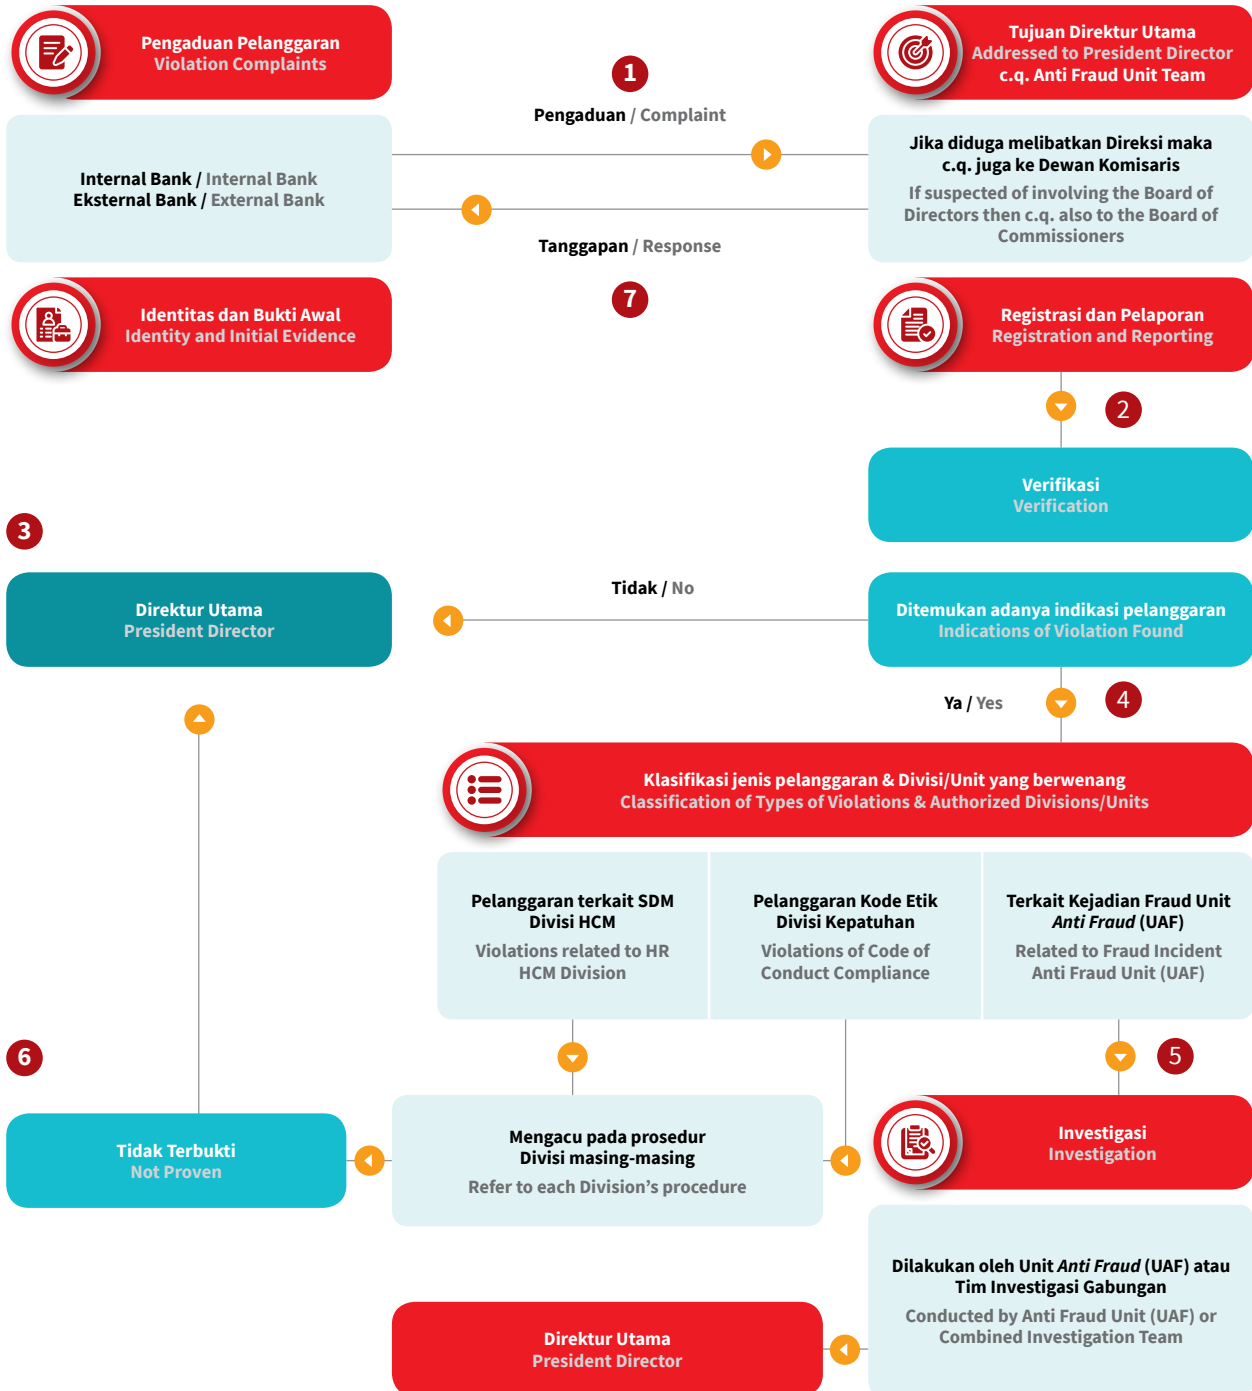 Pengaduan Pelanggaran
Violation Complaints
1
Pengaduan / Complaint
Tujuan Direktur Utama
Addressed to President Director
c.q. Anti Fraud Unit Team
Internal Bank / Internal Bank
Eksternal Bank / External Bank
Jika diduga melibatkan Direksi maka
c.q. juga ke Dewan Komisaris
If suspected of involving the Board of
Directors then c.q. also to the Board of
Commissioners
Tanggapan / Response
7
Identitas dan Bukti Awal
Identity and Initial Evidence
Registrasi dan Pelaporan
Registration and Reporting
2
Verifikasi
Verification
3
Direktur Utama
President Director
Tidak / No
Ditemukan adanya indikasi pelanggaran
Indications of Violation Found
Ya / Yes
4
Klasifikasi jenis pelanggaran & Divisi/Unit yang berwenang
Classification of Types of Violations & Authorized Divisions/Units
Pelanggaran terkait SDM
Divisi HCM
Violations related to HR
HCM Division
Pelanggaran Kode Etik
Divisi Kepatuhan
Violations of Code of
Conduct Compliance
Terkait Kejadian Fraud Unit
Anti Fraud (UAF)
Related to Fraud Incident
Anti Fraud Unit (UAF)
5
6
Tidak Terbukti
Not Proven
Mengacu pada prosedur
Divisi masing-masing
Refer to each Division's procedure
Investigasi
Investigation
Dilakukan oleh Unit Anti Fraud (UAF) atau
Tim Investigasi Gabungan
Conducted by Anti Fraud Unit (UAF) or
Combined Investigation Team
Direktur Utama
President Director